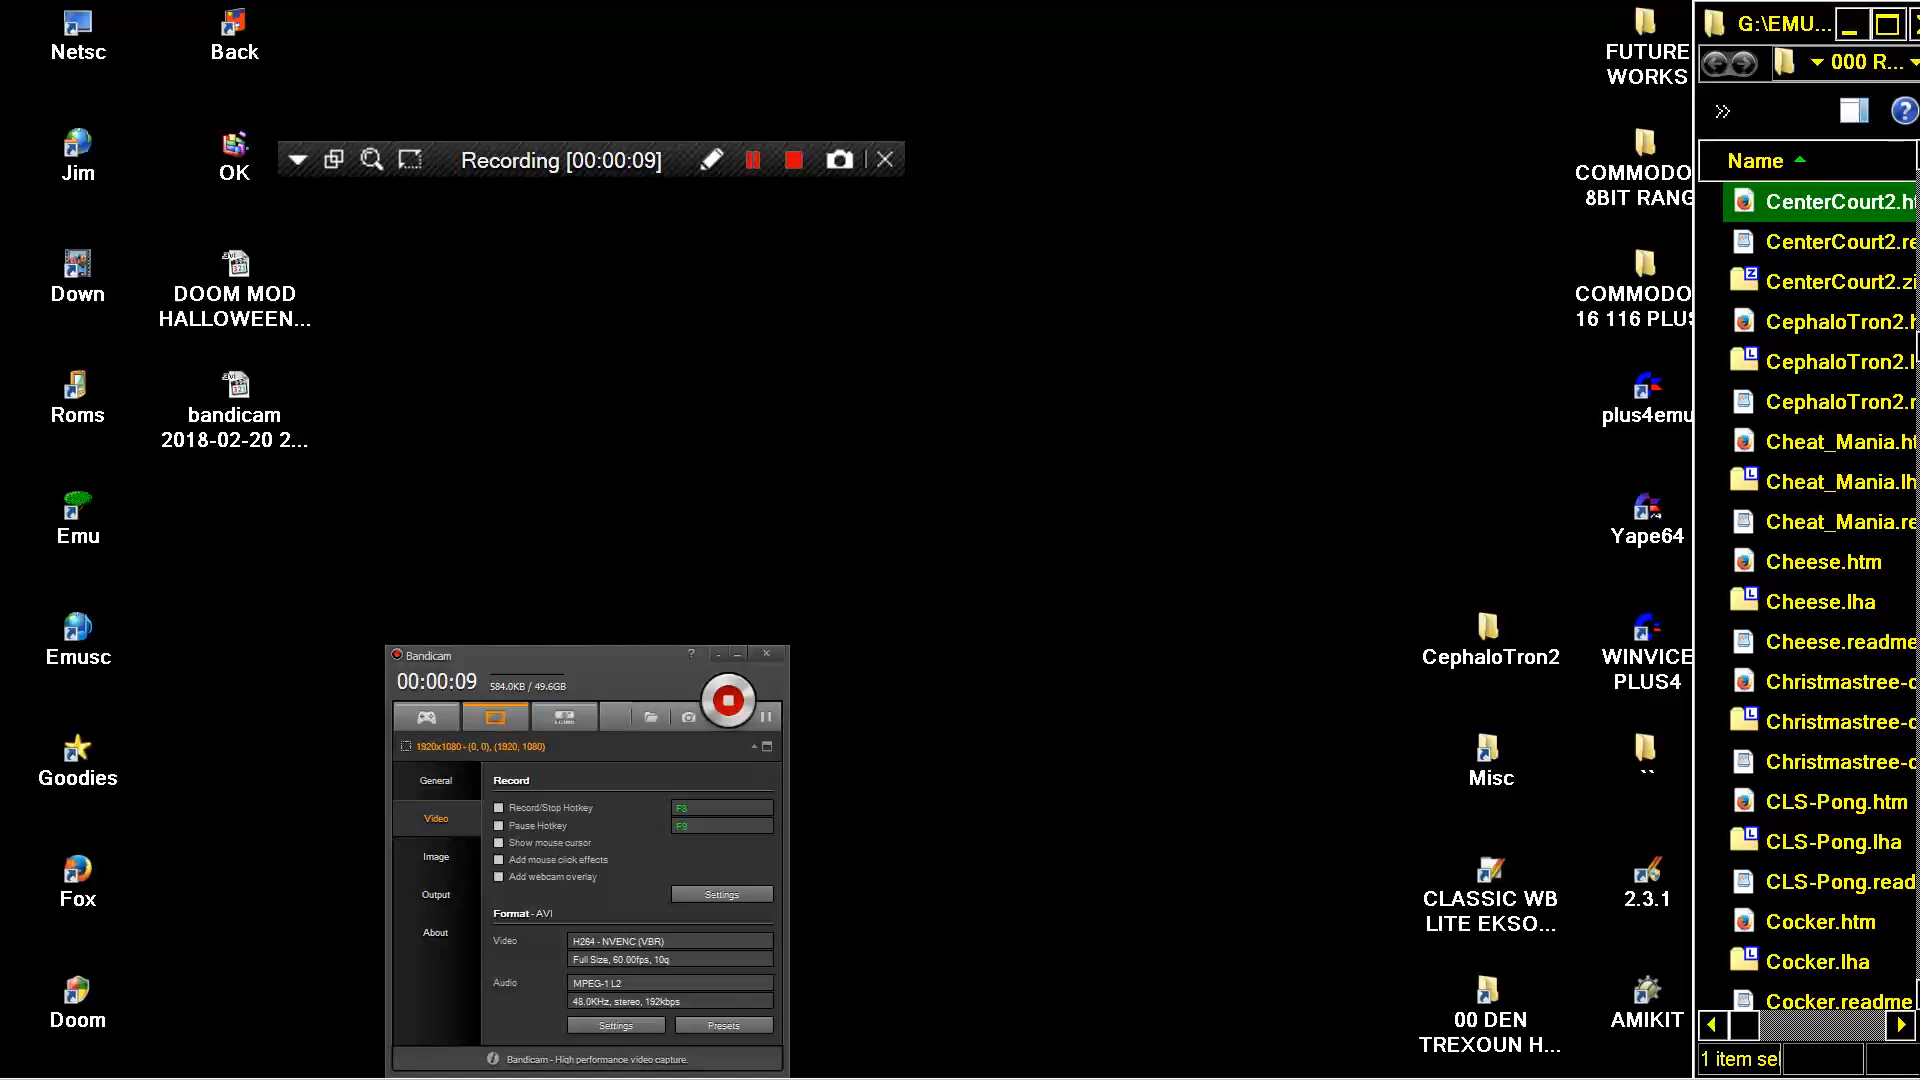 Netsc
Back
Jim
OK
Down
DOOM MOD
HALLOWEEN...
Roms
bandicam
2018-02-20 2...
Emu
Emusc
Goodies
Fox
Doom
Recording [00:00:09]
Bandicam
?
00:00:09
584.0KB / 49.6GB
1920x1080 - (0, 0), (1920, 1080)
General
Video
Image
Output
About
Record
Record/Stop Hotkey
F8
Pause Hotkey
F9
Show mouse cursor
Add mouse click effects
Add webcam overlay
Settings
Format - AVI
Video
H264 - NVENC (VBR)
Full Size, 60.00fps, 10q
Audio
MPEG-1 L2
48.0KHz, stereo, 192kbps
Settings
Presets
Bandicam - High performance video capture.
FUTURE
WORKS
COMMODO
8BIT RANG
COMMODO
16 116 PLUS
plus4emu
Yape64
CephaloTron2
WINVICE
PLUS4
Misc
``
CLASSIC WB
LITE EKSO...
2.3.1
00 DEN
TREXOUN H...
AMIKIT
G:\EMU...
000 R...
Name
CenterCourt2.h
CenterCourt2.re
CenterCourt2.zi
CephaloTron2.h
CephaloTron2.l
CephaloTron2.r
Cheat_Mania.ht
Cheat_Mania.lh
Cheat_Mania.re
Cheese.htm
Cheese.lha
Cheese.readme
Christmastree-c
Christmastree-c
Christmastree-c
CLS-Pong.htm
CLS-Pong.lha
CLS-Pong.read
Cocker.htm
Cocker.lha
Cocker.readme
1 item sel